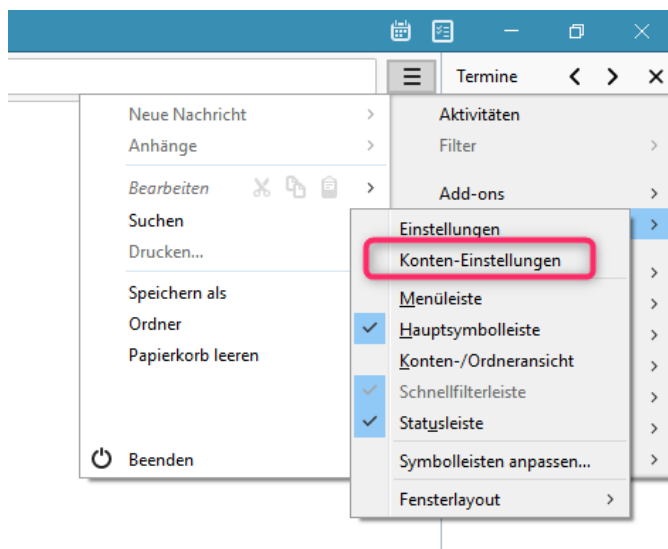 Termine
Neue Nachricht
Anhänge
Bearbeiten
Suchen
Drucken...
Speichern als
Ordner
Papierkorb leeren
Beenden
Aktivitäten
Filter
Add-ons
Einstellungen
Konten-Einstellungen
Menüleiste
Hauptsymbolleiste
Konten-/Ordneransicht
Schnellfilterleiste
Statusleiste
Symbolleisten anpassen...
Fensterlayout